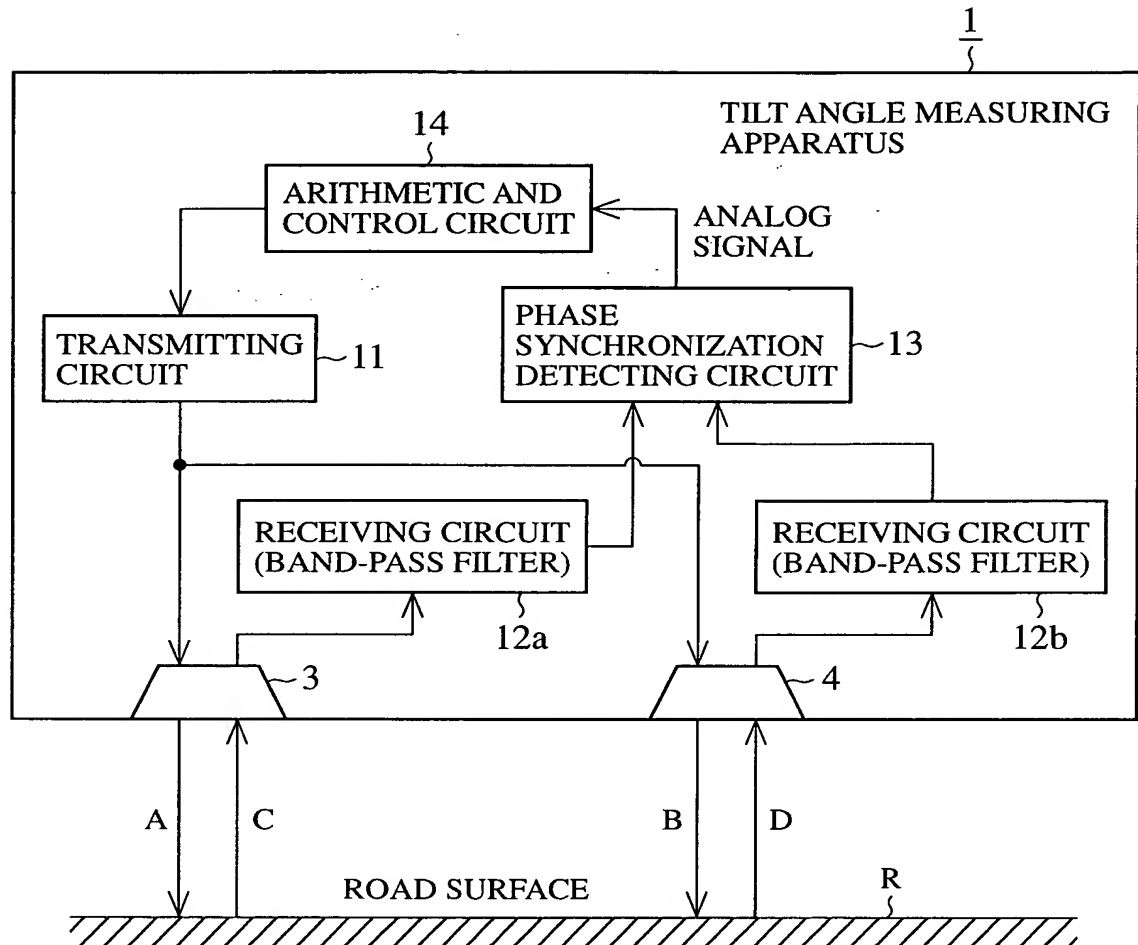 1
TILT ANGLE MEASURING
APPARATUS
14
ARITHMETIC AND
CONTROL CIRCUIT
ANALOG
SIGNAL
TRANSMITTING
CIRCUIT
11
PHASE
SYNCHRONIZATION
DETECTING CIRCUIT
13
RECEIVING CIRCUIT
(BAND-PASS FILTER)
12a
RECEIVING CIRCUIT
(BAND-PASS FILTER)
12b
3
4
A
C
B
D
ROAD SURFACE
R